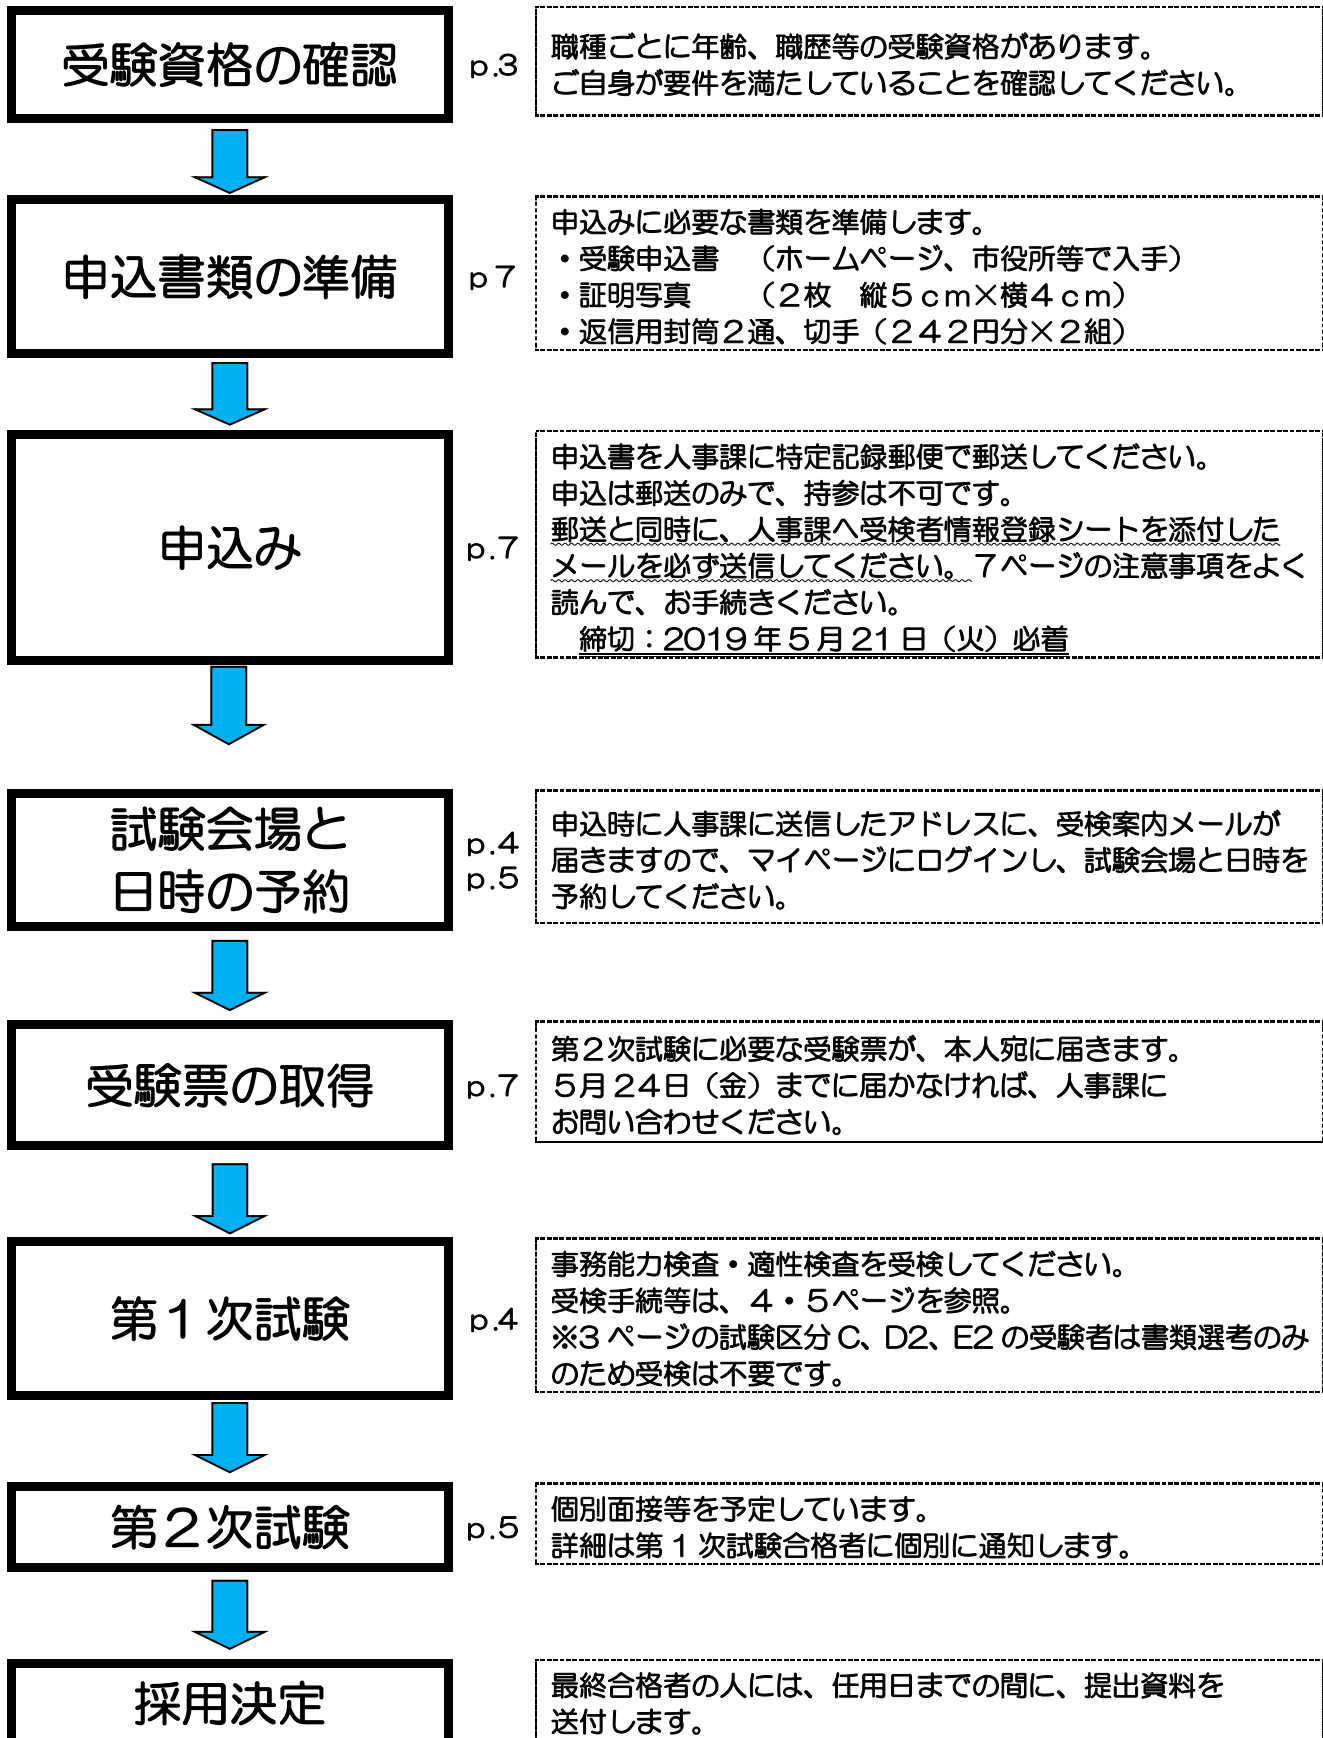 受験資格の確認
p.3
職種ごとに年齢、職歴等の受験資格があります。
ご自身が要件を満たしていることを確認してください。
申込書類の準備
p７
申込みに必要な書類を準備します。
・受験申込書　（ホームページ、市役所等で入手）
・証明写真　　（２枚　縦５ｃｍ×横４ｃｍ）
・返信用封筒２通、切手（２４２円分×２組）
申込み
p.7
申込書を人事課に特定記録郵便で郵送してください。
申込は郵送のみで、持参は不可です。
郵送と同時に、人事課へ受検者情報登録シートを添付した
メールを必ず送信してください。７ページの注意事項をよく
読んで、お手続きください。
締切：2019年５月21日（火）必着
試験会場と
日時の予約
p.4
p.5
申込時に人事課に送信したアドレスに、受検案内メールが
届きますので、マイページにログインし、試験会場と日時を
予約してください。
受験票の取得
p.7
第２次試験に必要な受験票が、本人宛に届きます。
５月24日（金）までに届かなければ、人事課に
お問い合わせください。
第１次試験
p.4
事務能力検査・適性検査を受検してください。
受検手続等は、４・５ページを参照。
※3ページの試験区分C、D2、E2の受験者は書類選考のみ
のため受検は不要です。
第２次試験
p.5
個別面接等を予定しています。
詳細は第１次試験合格者に個別に通知します。
採用決定
最終合格者の人には、任用日までの間に、提出資料を
送付します。